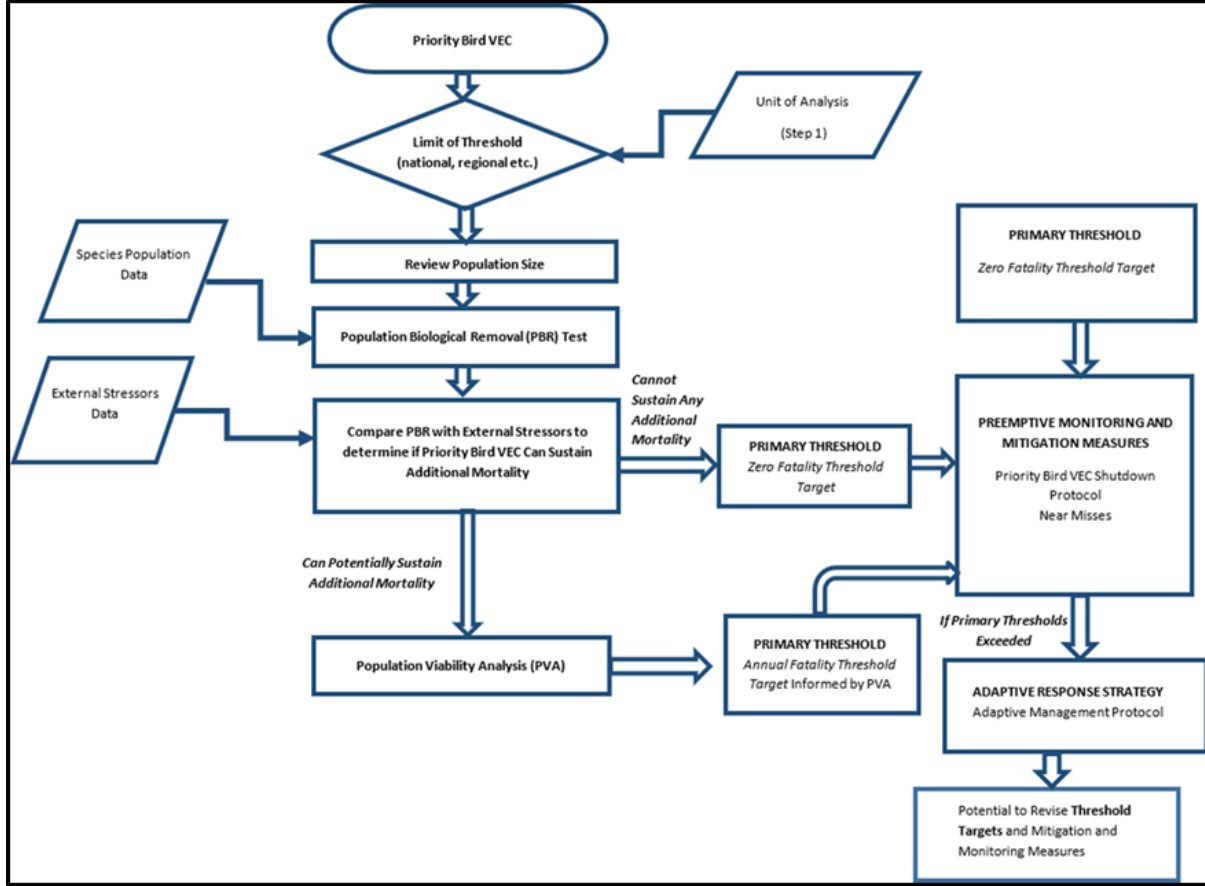 Priority Bird VEC
Unit of Analysis
(Step 1)
Limit of Threshold
(national, regional etc.)
Species Population
Data
Review Population Size
PRIMARY THRESHOLD
Zero Fatality Threshold Target
Population Biological Removal (PBR) Test
External Stressors
Data
Compare PBR with External Stressors to
determine if Priority Bird VEC Can Sustain
Additional Mortality
Cannot
Sustain Any
Additional
Mortality
PRIMARY THRESHOLD
Zero Fatality Threshold
Target
PREEMPTIVE MONITORING AND
MITIGATION MEASURES
Priority Bird VEC Shutdown
Protocol
Near Misses
Can Potentially Sustain
Additional Mortality
Population Viability Analysis (PVA)
PRIMARY THRESHOLD
Annual Fatality Threshold
Target Informed by PVA
If Primary Thresholds
Exceeded
ADAPTIVE RESPONSE STRATEGY
Adaptive Management Protocol
Potential to Revise Threshold
Targets and Mitigation and
Monitoring Measures